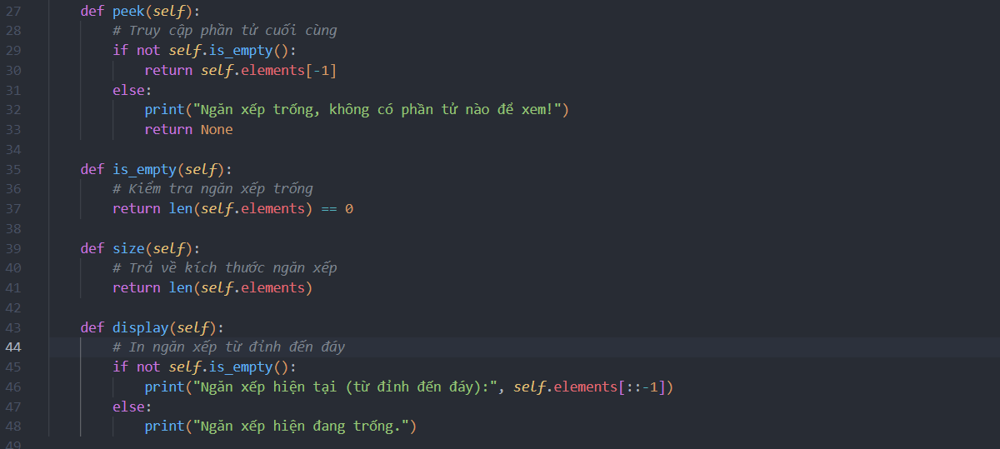 27 def peek(self):
28 # Truy cập phần tử cuối cùng
29 if not self.is_empty():
30 return self.elements[-1]
31 else:
32 print("Ngăn xếp trống, không có phần tử nào để xem!")
33 return None
34
35 def is_empty(self):
36 # Kiểm tra ngăn xếp trống
37 return len(self.elements) == 0
38
39 def size(self):
40 # Trả về kích thước ngăn xếp
41 return len(self.elements)
42
43 def display(self):
44 # In ngăn xếp từ đỉnh đến đáy
45 if not self.is_empty():
46 print("Ngăn xếp hiện tại (từ đỉnh đến đáy):", self.elements[::-1])
47 else:
48 print("Ngăn xếp hiện đang trống.")
49